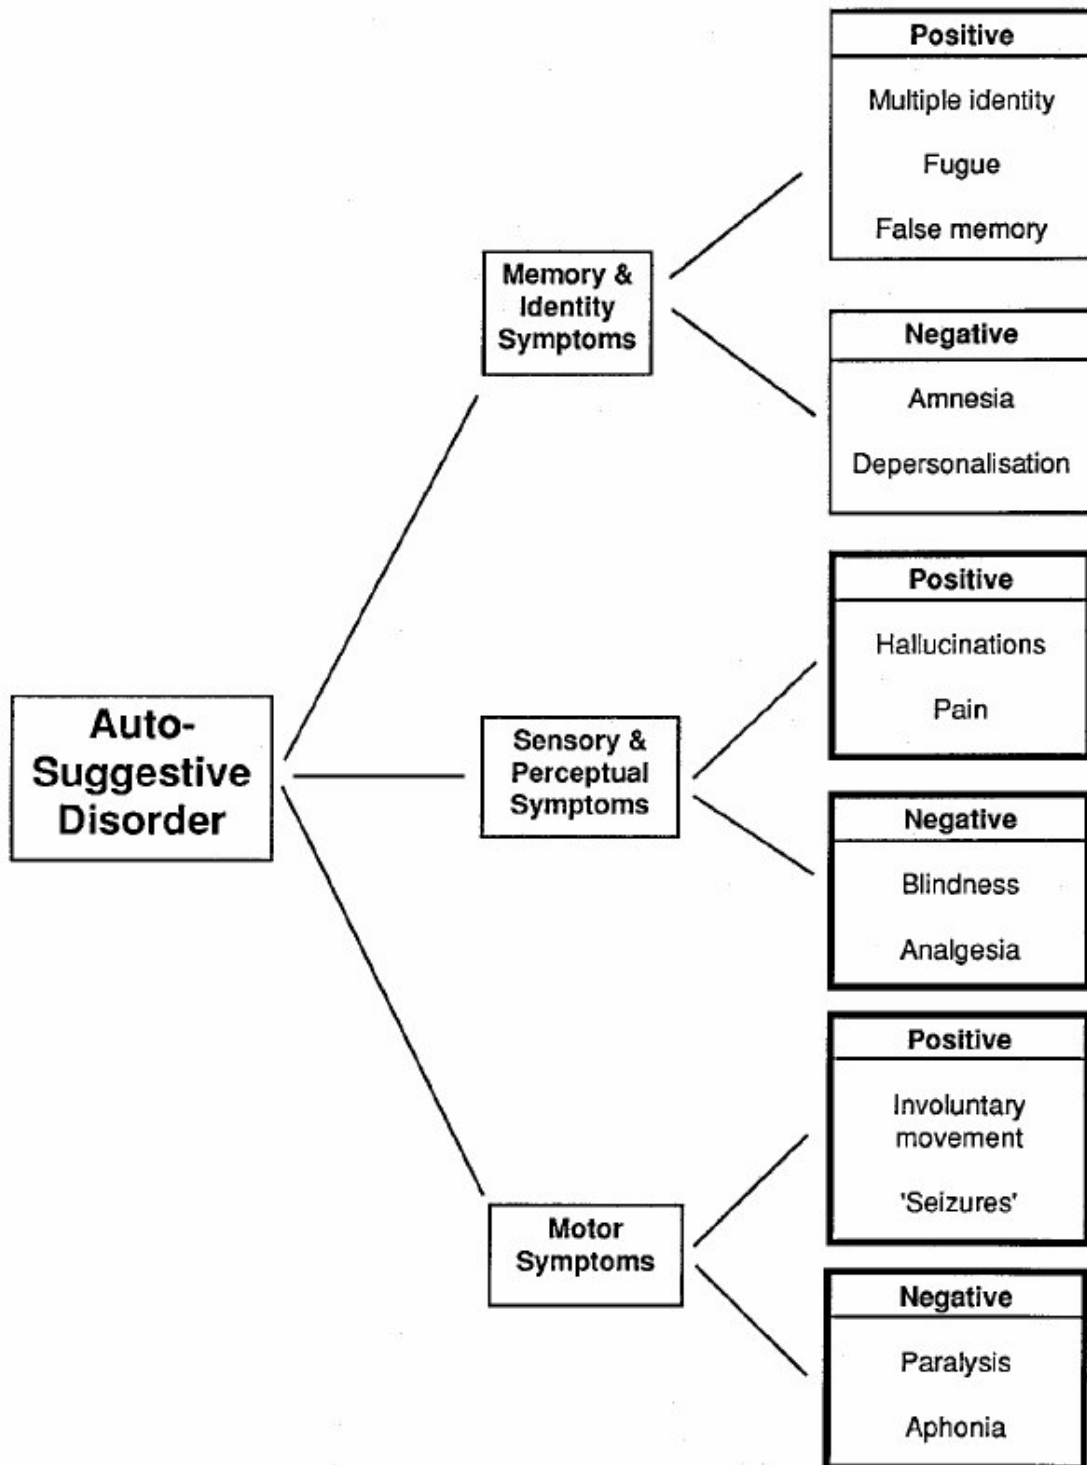 Auto-
Suggestive
Disorder
Memory &
Identity
Symptoms
Positive
Multiple identity
Fugue
False memory
Negative
Amnesia
Depersonalisation
Sensory &
Perceptual
Symptoms
Positive
Hallucinations
Pain
Negative
Blindness
Analgesia
Motor
Symptoms
Positive
Involuntary
movement
'Seizures'
Negative
Paralysis
Aphonia